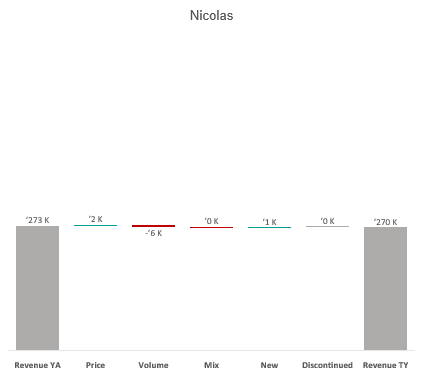 Nicolas
‘273 K
‘2 K
-‘6 K
‘0 K
‘1 K
‘0 K
‘270 K
Revenue YA
Price
Volume
Mix
New
Discontinued
Revenue TY